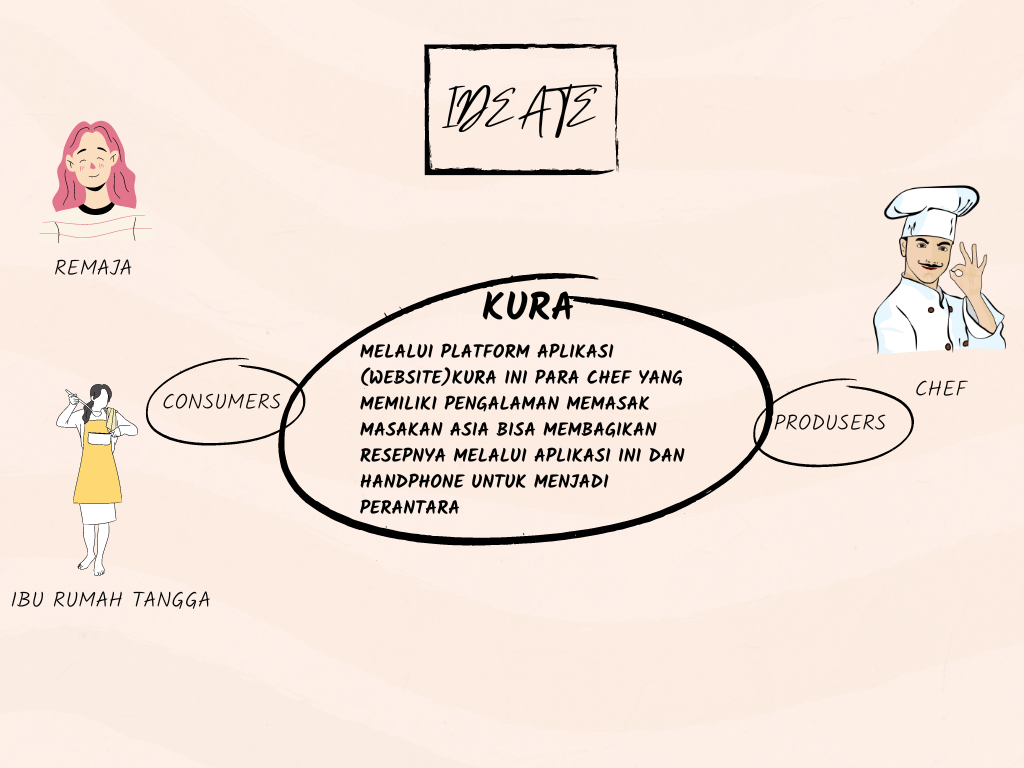 IDEATE
REMAJA
KURA
MELALUI PLATFORM APLIKASI
(WEBSITE)KURA INI PARA CHEF YANG
MEMILIKI PENGALAMAN MEMASAK
MASAKAN ASIA BISA MEMBAGIKAN
RESEPNYA MELALUI APLIKASI INI DAN
HANDPHONE UNTUK MENJADI
PERANTARA
CONSUMERS
CHEF
PRODUSERS
IBU RUMAH TANGGA